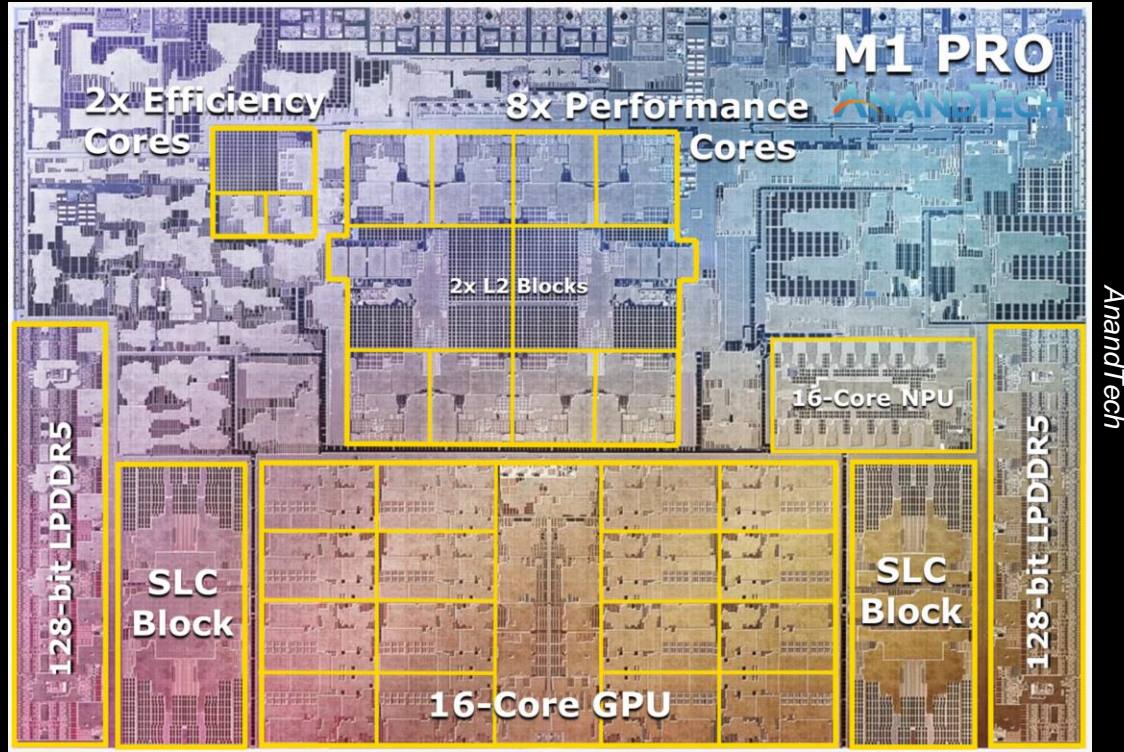 M1 PRO
ANANDTECH
2x Efficiency
Cores
8x Performance
Cores
2x L2 Blocks
16-Core NPU
128-bit LPDDR5
SLC
Block
16-Core GPU
SLC
Block
128-bit LPDDR5
AnandTech